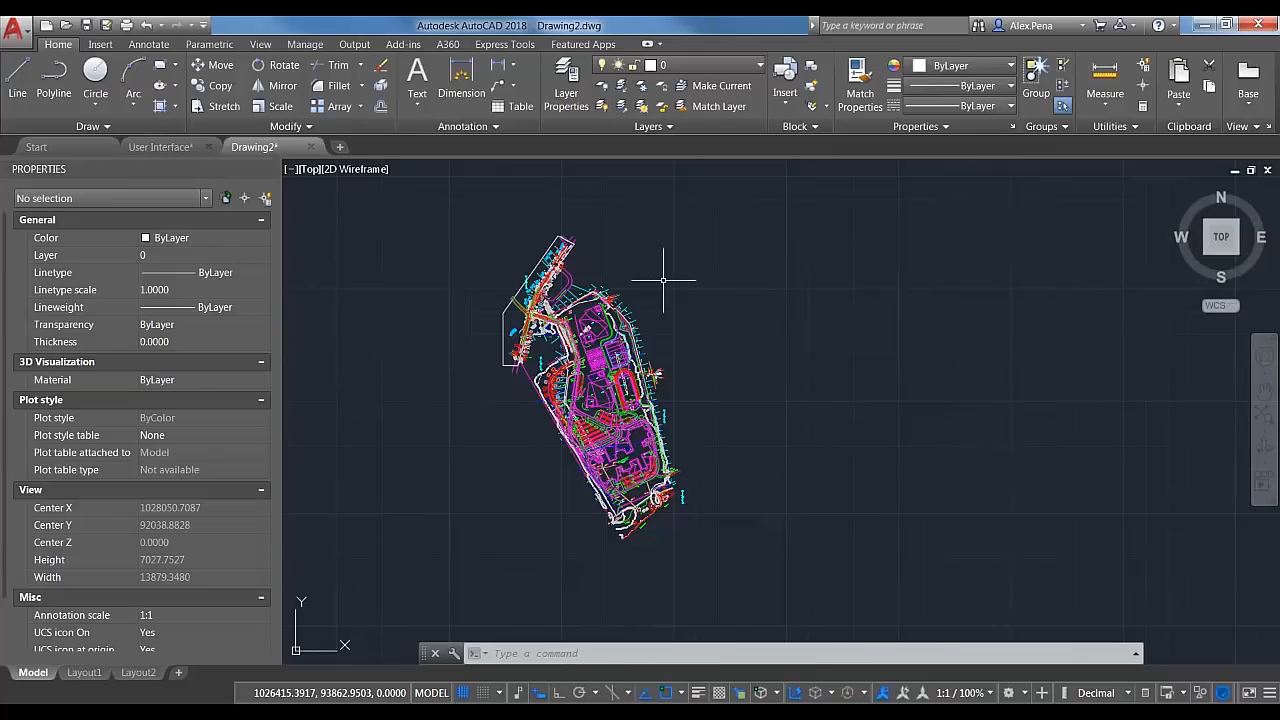 Autodesk AutoCAD 2018 Drawing2.dwg
Type a keyword or phrase
Alex.Pena
Home Insert Annotate Parametric View Manage Output Add-ins A360 Express Tools Featured Apps
Line Polyline Circle Arc
Move Rotate Trim
Copy Mirror Fillet
Stretch Scale Array
Text Dimension Table
Layer Properties
0
Make Current
Match Layer
Insert
Match Properties
ByLayer
ByLayer
ByLayer
Group
Measure
Paste
Base
Draw Modify Annotation Layers Block Properties Groups Utilities Clipboard View
Start User Interface* Drawing2*
PROPERTIES
[−][Top][2D Wireframe]
No selection
General
Color ByLayer
Layer 0
Linetype ByLayer
Linetype scale 1.0000
Lineweight ByLayer
Transparency ByLayer
Thickness 0.0000
3D Visualization
Material ByLayer
Plot style
Plot style ByColor
Plot style table None
Plot table attached to Model
Plot table type Not available
View
Center X 1028050.7087
Center Y 92038.8828
Center Z 0.0000
Height 7027.7527
Width 13879.3480
Misc
Annotation scale 1:1
UCS icon On Yes
UCS icon at origin Yes
N
W TOP E
S
WCS
Y
X
Type a command
Model Layout1 Layout2 +
1026415.3917, 93862.9503, 0.0000 MODEL 1:1 / 100% Decimal